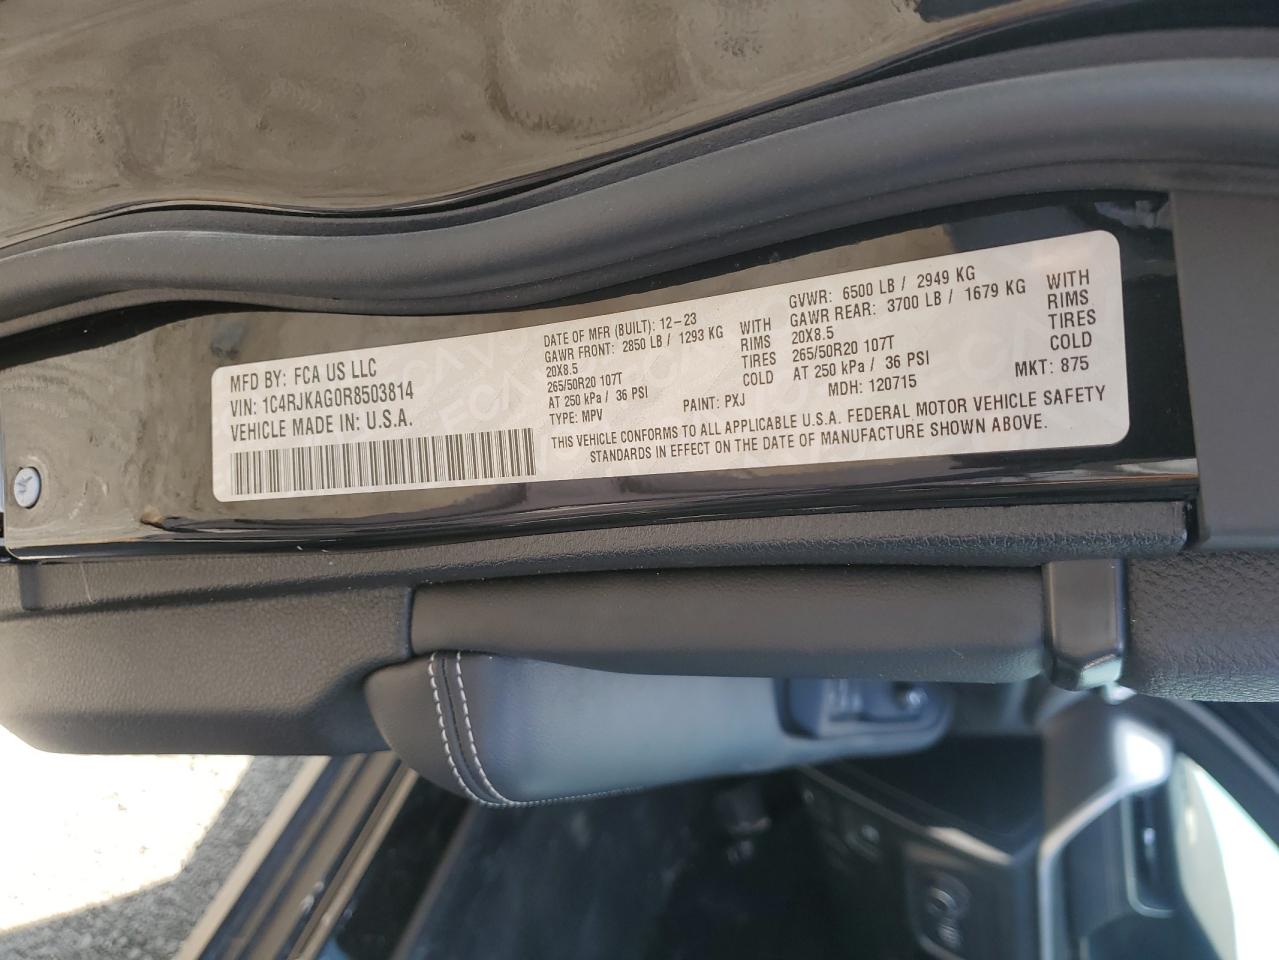 MFD BY: FCA US LLC
VIN: 1C4RJKAG0R8503814
VEHICLE MADE IN: U.S.A.
DATE OF MFR (BUILT): 12-23
GAWR FRONT: 2850 LB / 1293 KG WITH
20X8.5 RIMS
265/50R20 107T TIRES
AT 250 kPa / 36 PSI COLD
TYPE: MPV
PAINT: PXJ
GVWR: 6500 LB / 2949 KG
GAWR REAR: 3700 LB / 1679 KG WITH
20X8.5 RIMS
265/50R20 107T TIRES
AT 250 kPa / 36 PSI COLD
MDH: 120715
MKT: 875
THIS VEHICLE CONFORMS TO ALL APPLICABLE U.S.A. FEDERAL MOTOR VEHICLE SAFETY
STANDARDS IN EFFECT ON THE DATE OF MANUFACTURE SHOWN ABOVE.